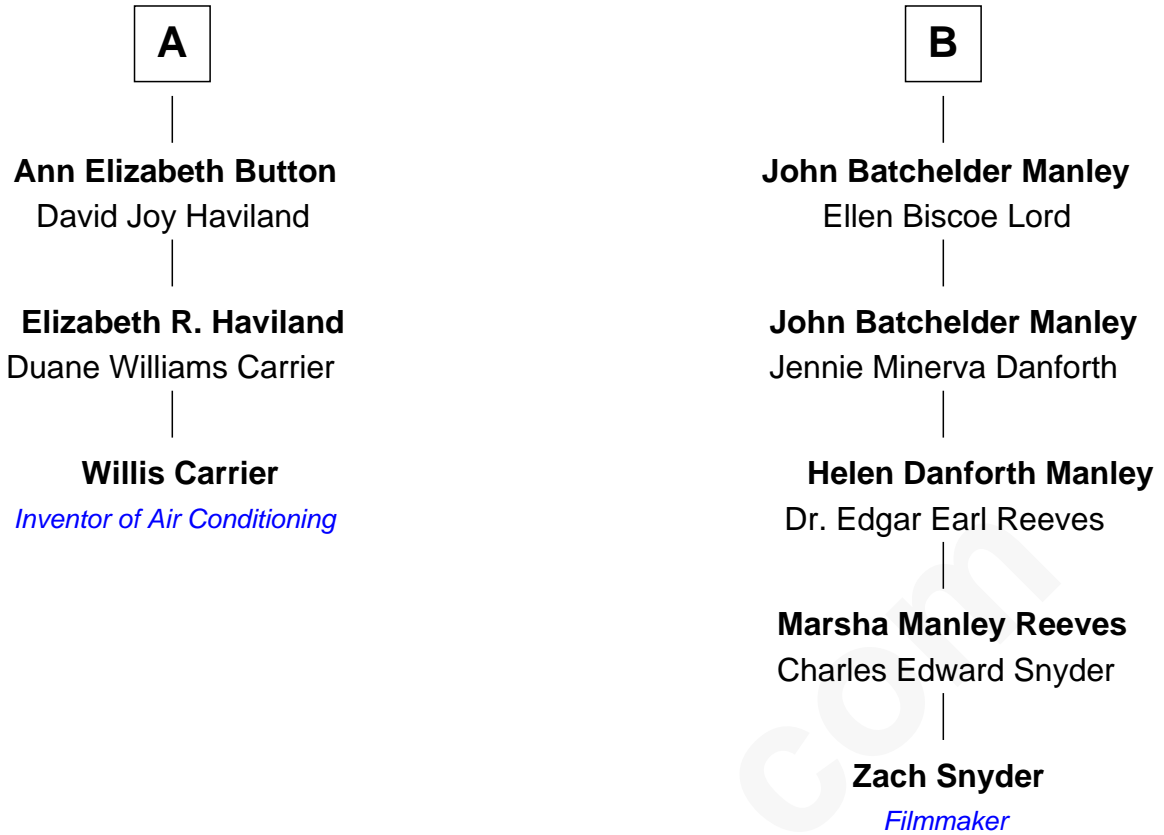 A
Ann Elizabeth Button
David Joy Haviland
Elizabeth R. Haviland
Duane Williams Carrier
Willis Carrier
Inventor of Air Conditioning
B
John Batchelder Manley
Ellen Biscoe Lord
John Batchelder Manley
Jennie Minerva Danforth
Helen Danforth Manley
Dr. Edgar Earl Reeves
Marsha Manley Reeves
Charles Edward Snyder
Zach Snyder
Filmmaker
com